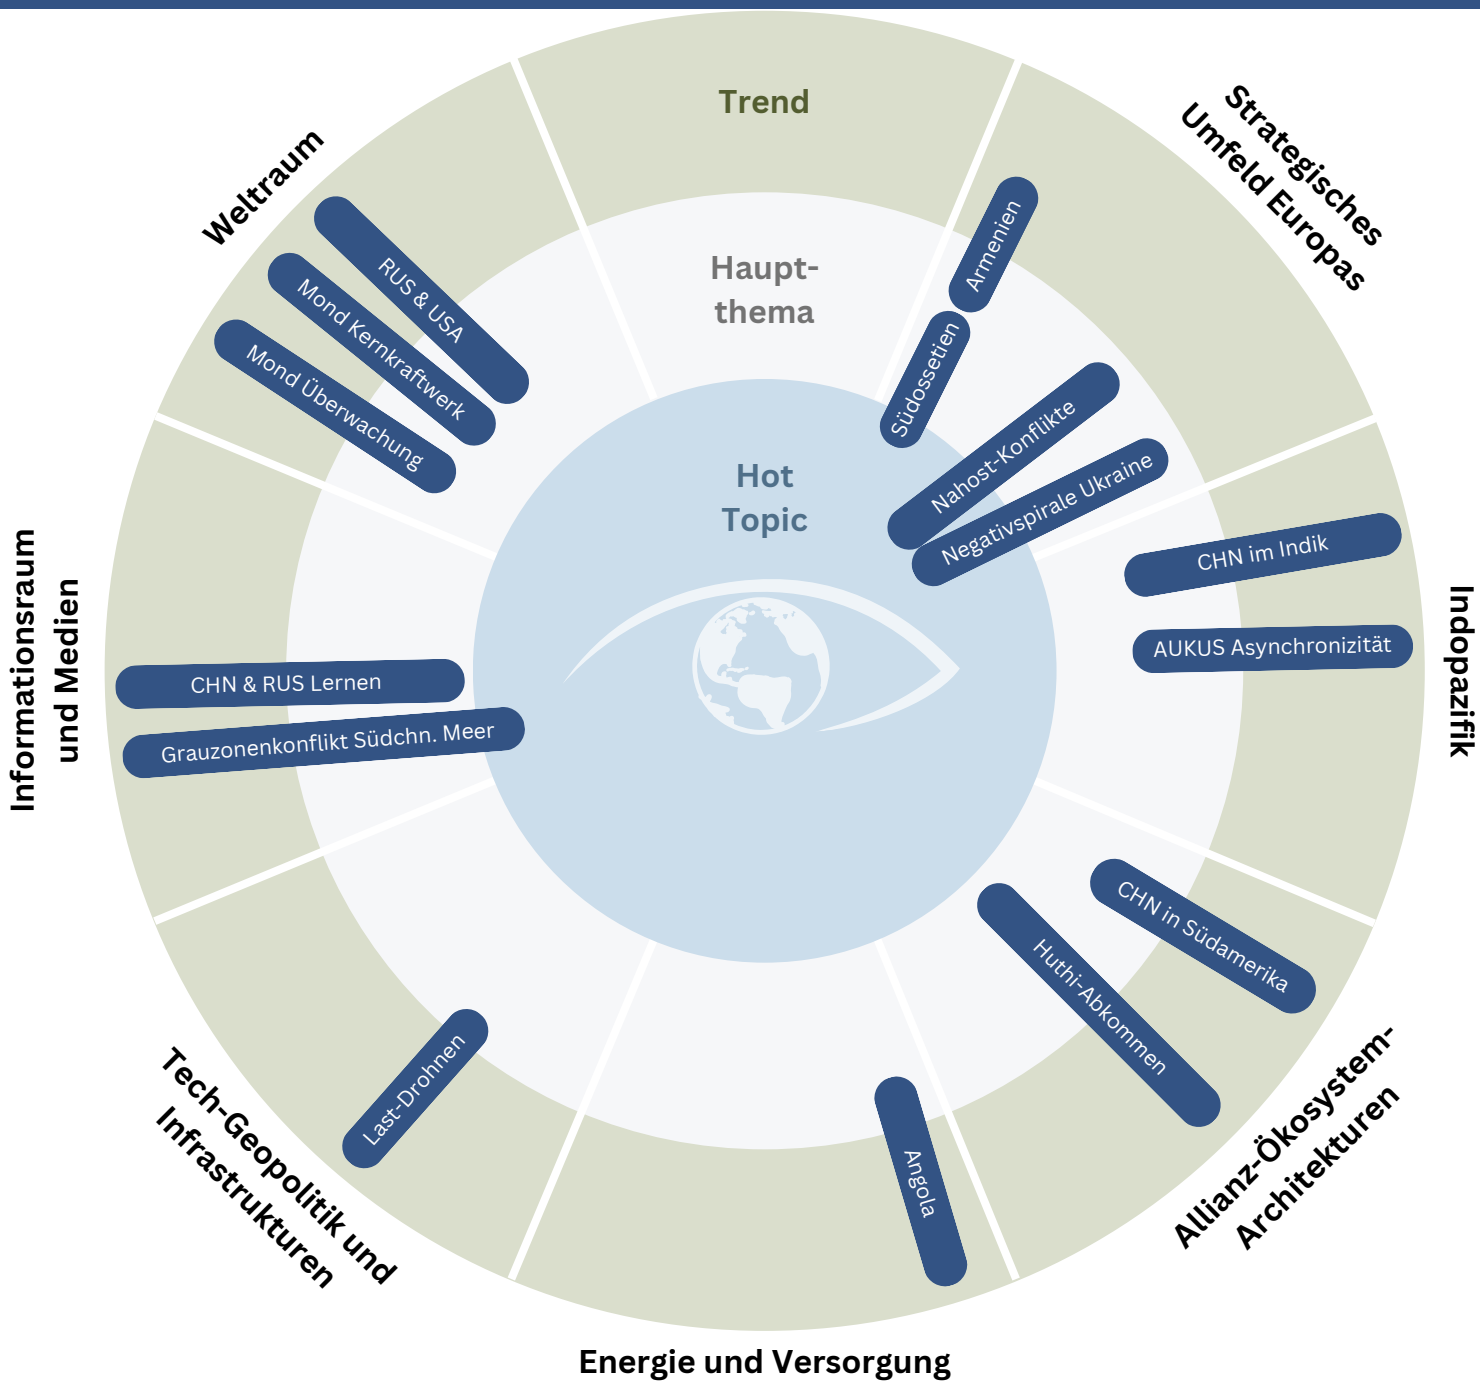 Trend
Haupt-
thema
Hot
Topic
Strategisches
Umfeld Europas
Armenien
Südossetien
Nahost-Konflikte
Negativspirale Ukraine
Indopazifik
CHN im Indik
AUKUS Asynchronizität
Allianz-Ökosystem-
Architekturen
CHN in Südamerika
Huthi-Abkommen
Energie und Versorgung
Angola
Tech-Geopolitik und
Infrastrukturen
Last-Drohnen
Informationsraum
und Medien
CHN & RUS Lernen
Grauzonenkonflikt Südchn. Meer
Weltraum
RUS & USA
Mond Kernkraftwerk
Mond Überwachung